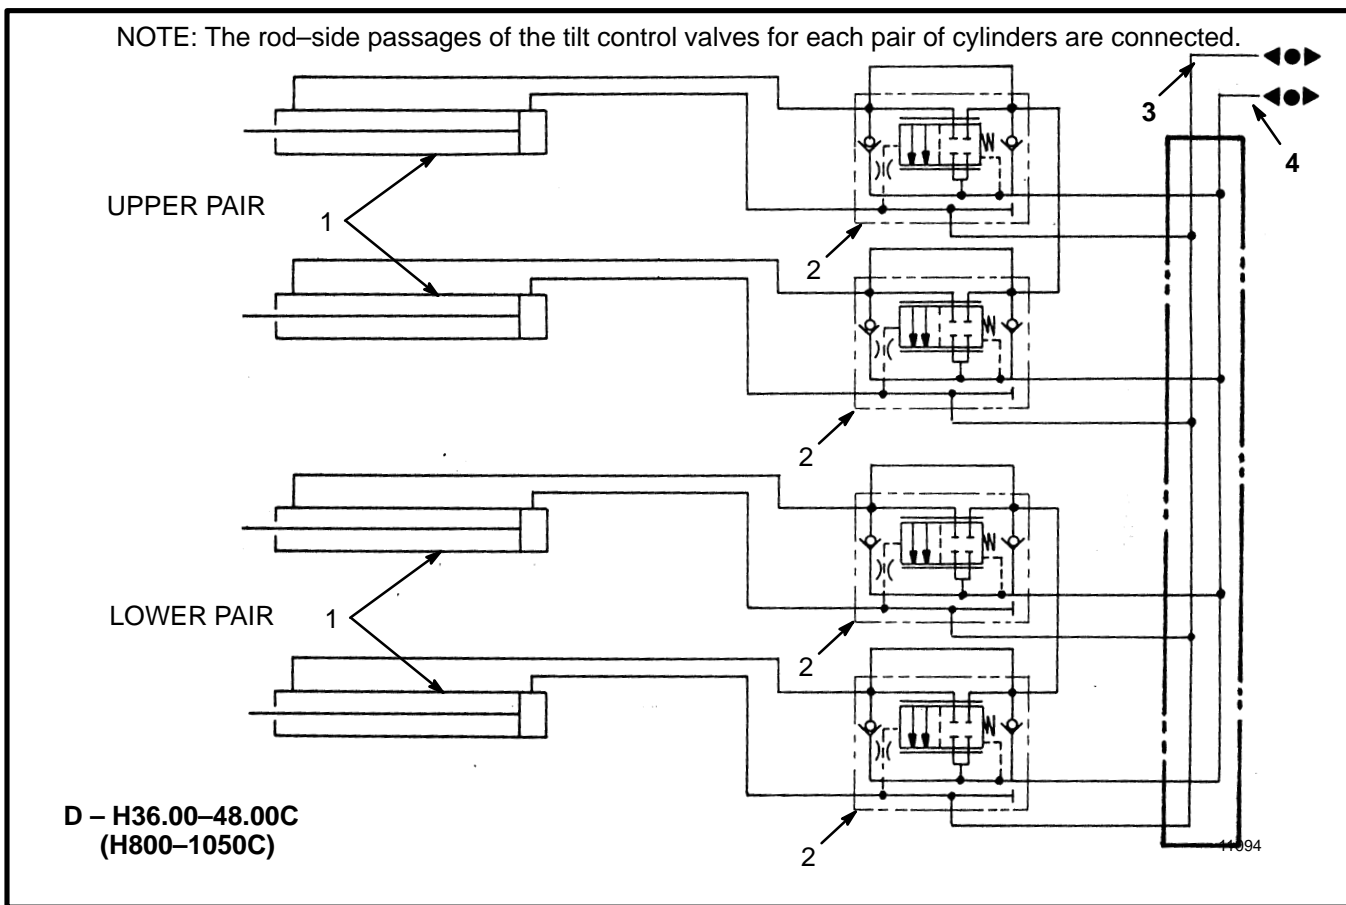 NOTE: The rod–side passages of the tilt control valves for each pair of cylinders are connected.
3
4
UPPER PAIR
1
2
2
LOWER PAIR
1
2
2
D – H36.00–48.00C
(H800–1050C)
11094